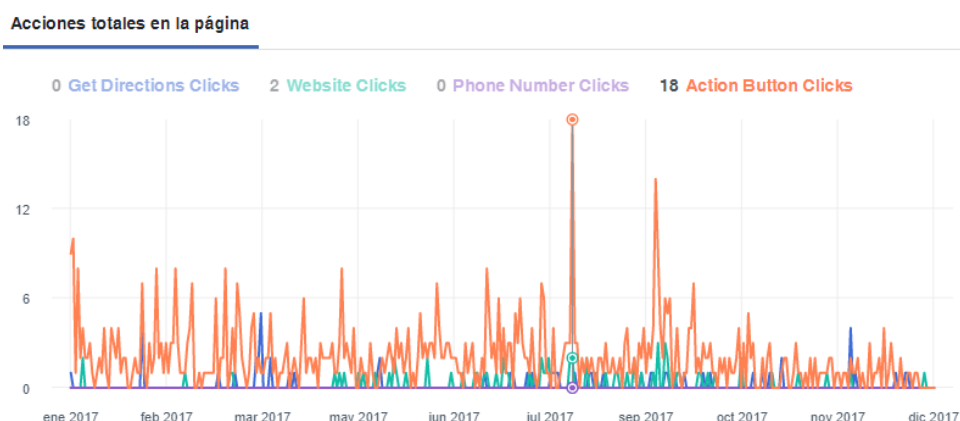 Acciones totales en la página
0 Get Directions Clicks 2 Website Clicks 0 Phone Number Clicks 18 Action Button Clicks
18
12
6
0
ene 2017 feb 2017 mar 2017 may 2017 jun 2017 jul 2017 sep 2017 oct 2017 nov 2017 dic 2017